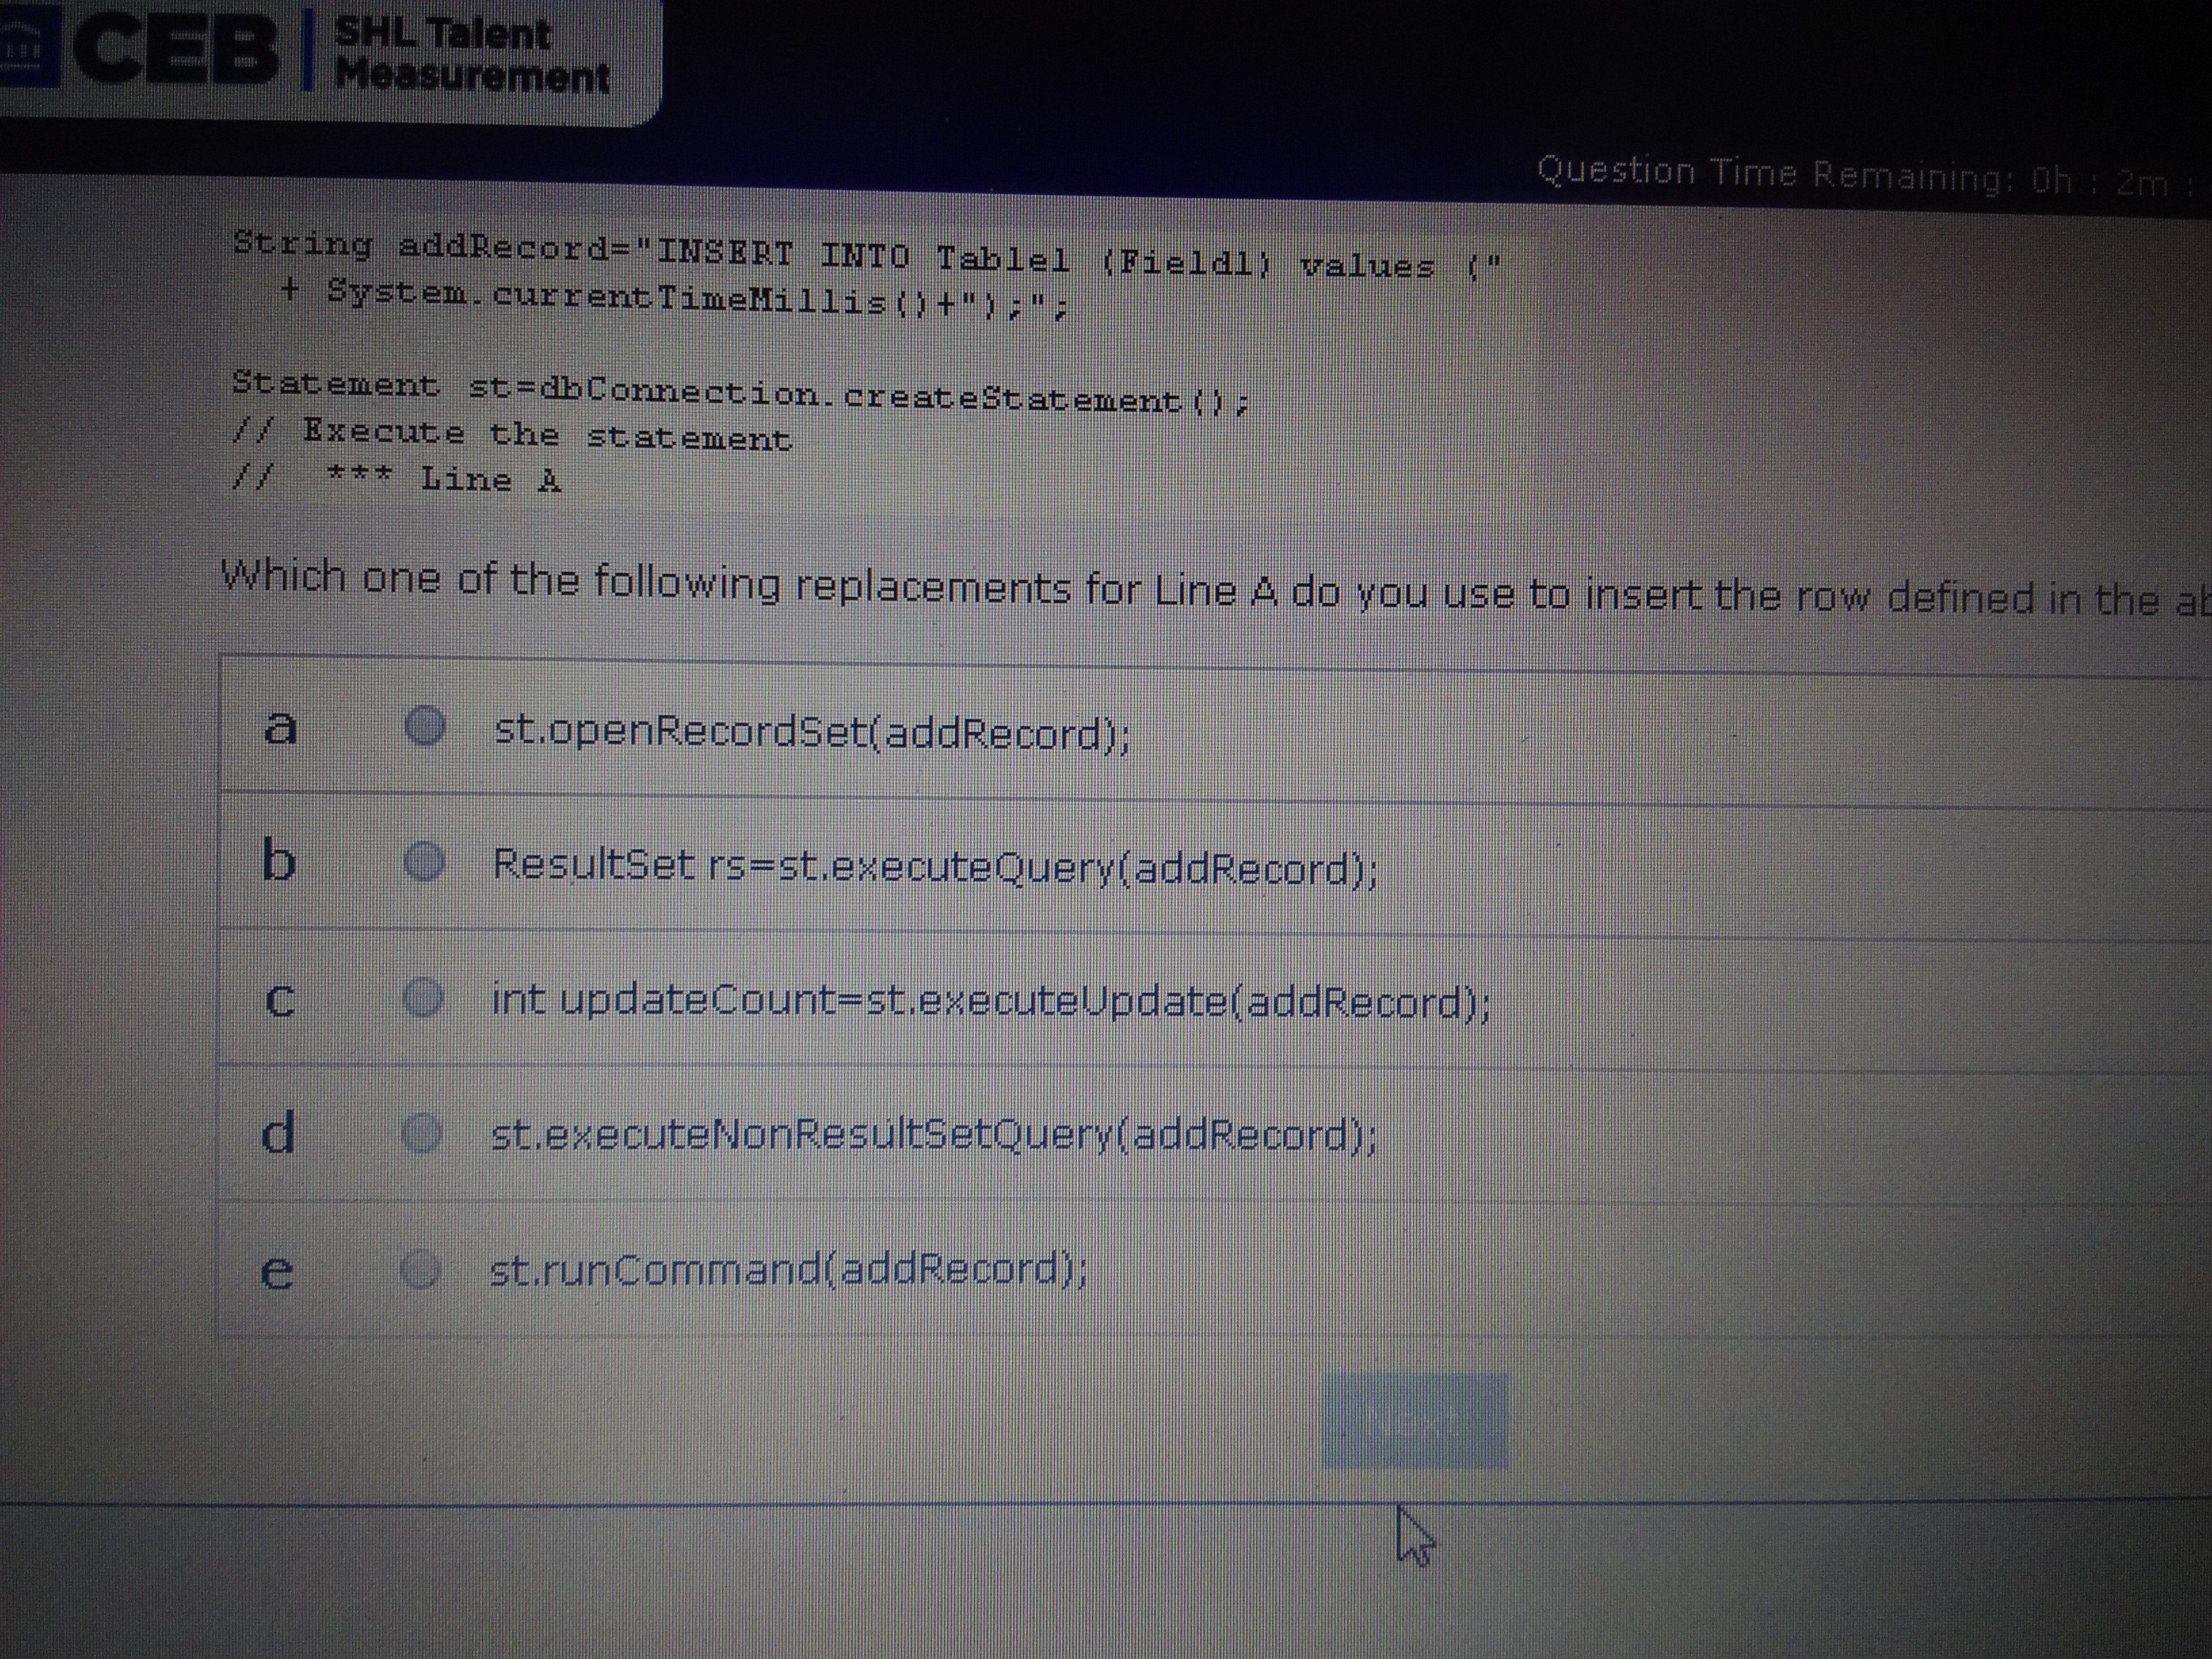 CEB
SHL Talent
Measurement
Question Time Remaining: 0h : 2m :
String addRecord="INSERT INTO Table1 (Field1) values ("
+ System.currentTimeMillis()+");";
Statement st=dbConnection.createStatement();
// Execute the statement
// *** Line A
Which one of the following replacements for Line A do you use to insert the row defined in the
a st.openRecordSet(addRecord);
b ResultSet rs=st.executeQuery(addRecord);
c int updateCount=st.executeUpdate(addRecord);
d st.executeNonResultSetQuery(addRecord);
e st.runCommand(addRecord);
Next